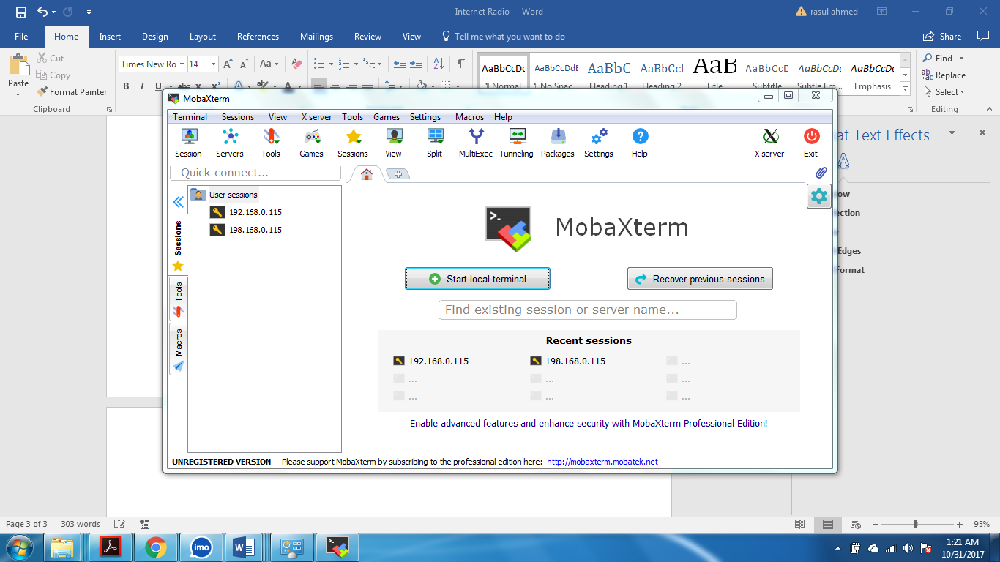 Internet Radio - Word
rasul ahmed
File Home Insert Design Layout References Mailings Review View Tell me what you want to do Share
Paste
Cut
Copy
Format Painter
Clipboard
Times New Ro 14
Aa
B I U abc
AaBbCcDc AaBbCcDdE AaBbC AaBbCcI AaB AaBbCcD AaBbCcDc AaBbCcDc
¶ Normal ¶ No Spac... Heading 1 Heading 2 Title Subtitle Subtle Em... Emphasis
Find
Replace
Select
Editing
at Text Effects
ow
ection
Edges
ormat
MobaXterm
Terminal Sessions View X server Tools Games Settings Macros Help
Session Servers Tools Games Sessions View Split MultiExec Tunneling Packages Settings Help X server Exit
Quick connect...
Sessions
Tools
Macros
User sessions
192.168.0.115
198.168.0.115
>_
MobaXterm
Start local terminal Recover previous sessions
Find existing session or server name...
Recent sessions
192.168.0.115 198.168.0.115 ...
... ... ...
... ... ...
Enable advanced features and enhance security with MobaXterm Professional Edition!
UNREGISTERED VERSION - Please support MobaXterm by subscribing to the professional edition here: http://mobaxterm.mobatek.net
Page 3 of 3 303 words 95%
imo
W
1:21 AM
10/31/2017